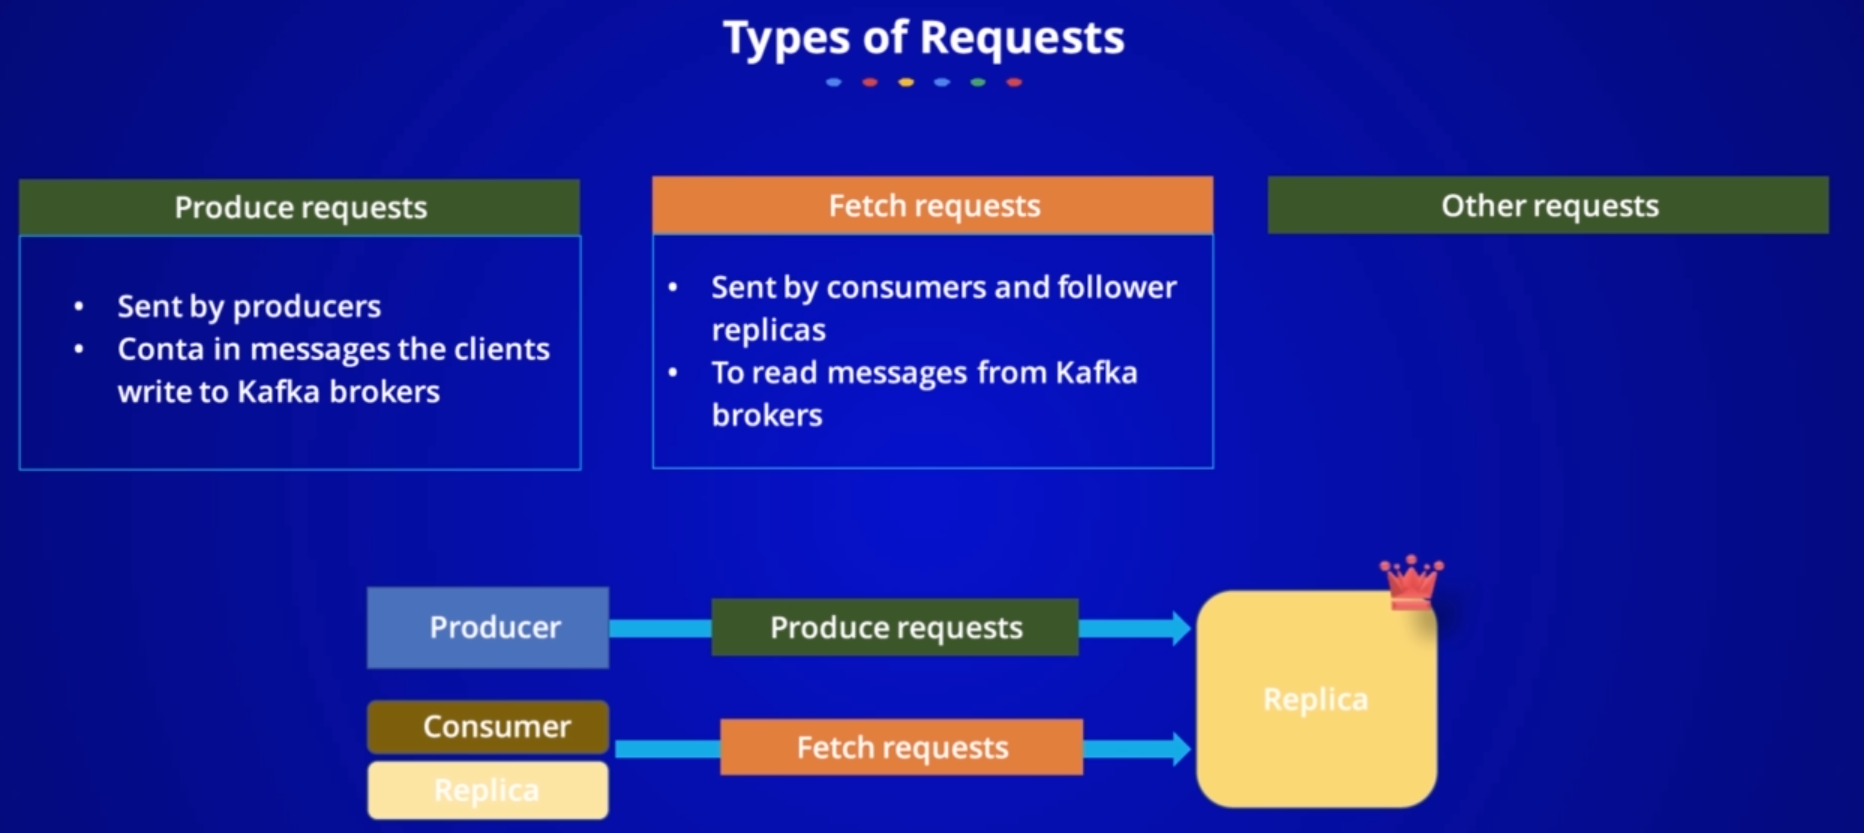 Types of Requests
Produce requests
• Sent by producers
• Conta in messages the clients
write to Kafka brokers
Fetch requests
• Sent by consumers and follower
replicas
• To read messages from Kafka
brokers
Other requests
Producer
Produce requests
Consumer
Replica
Fetch requests
Replica